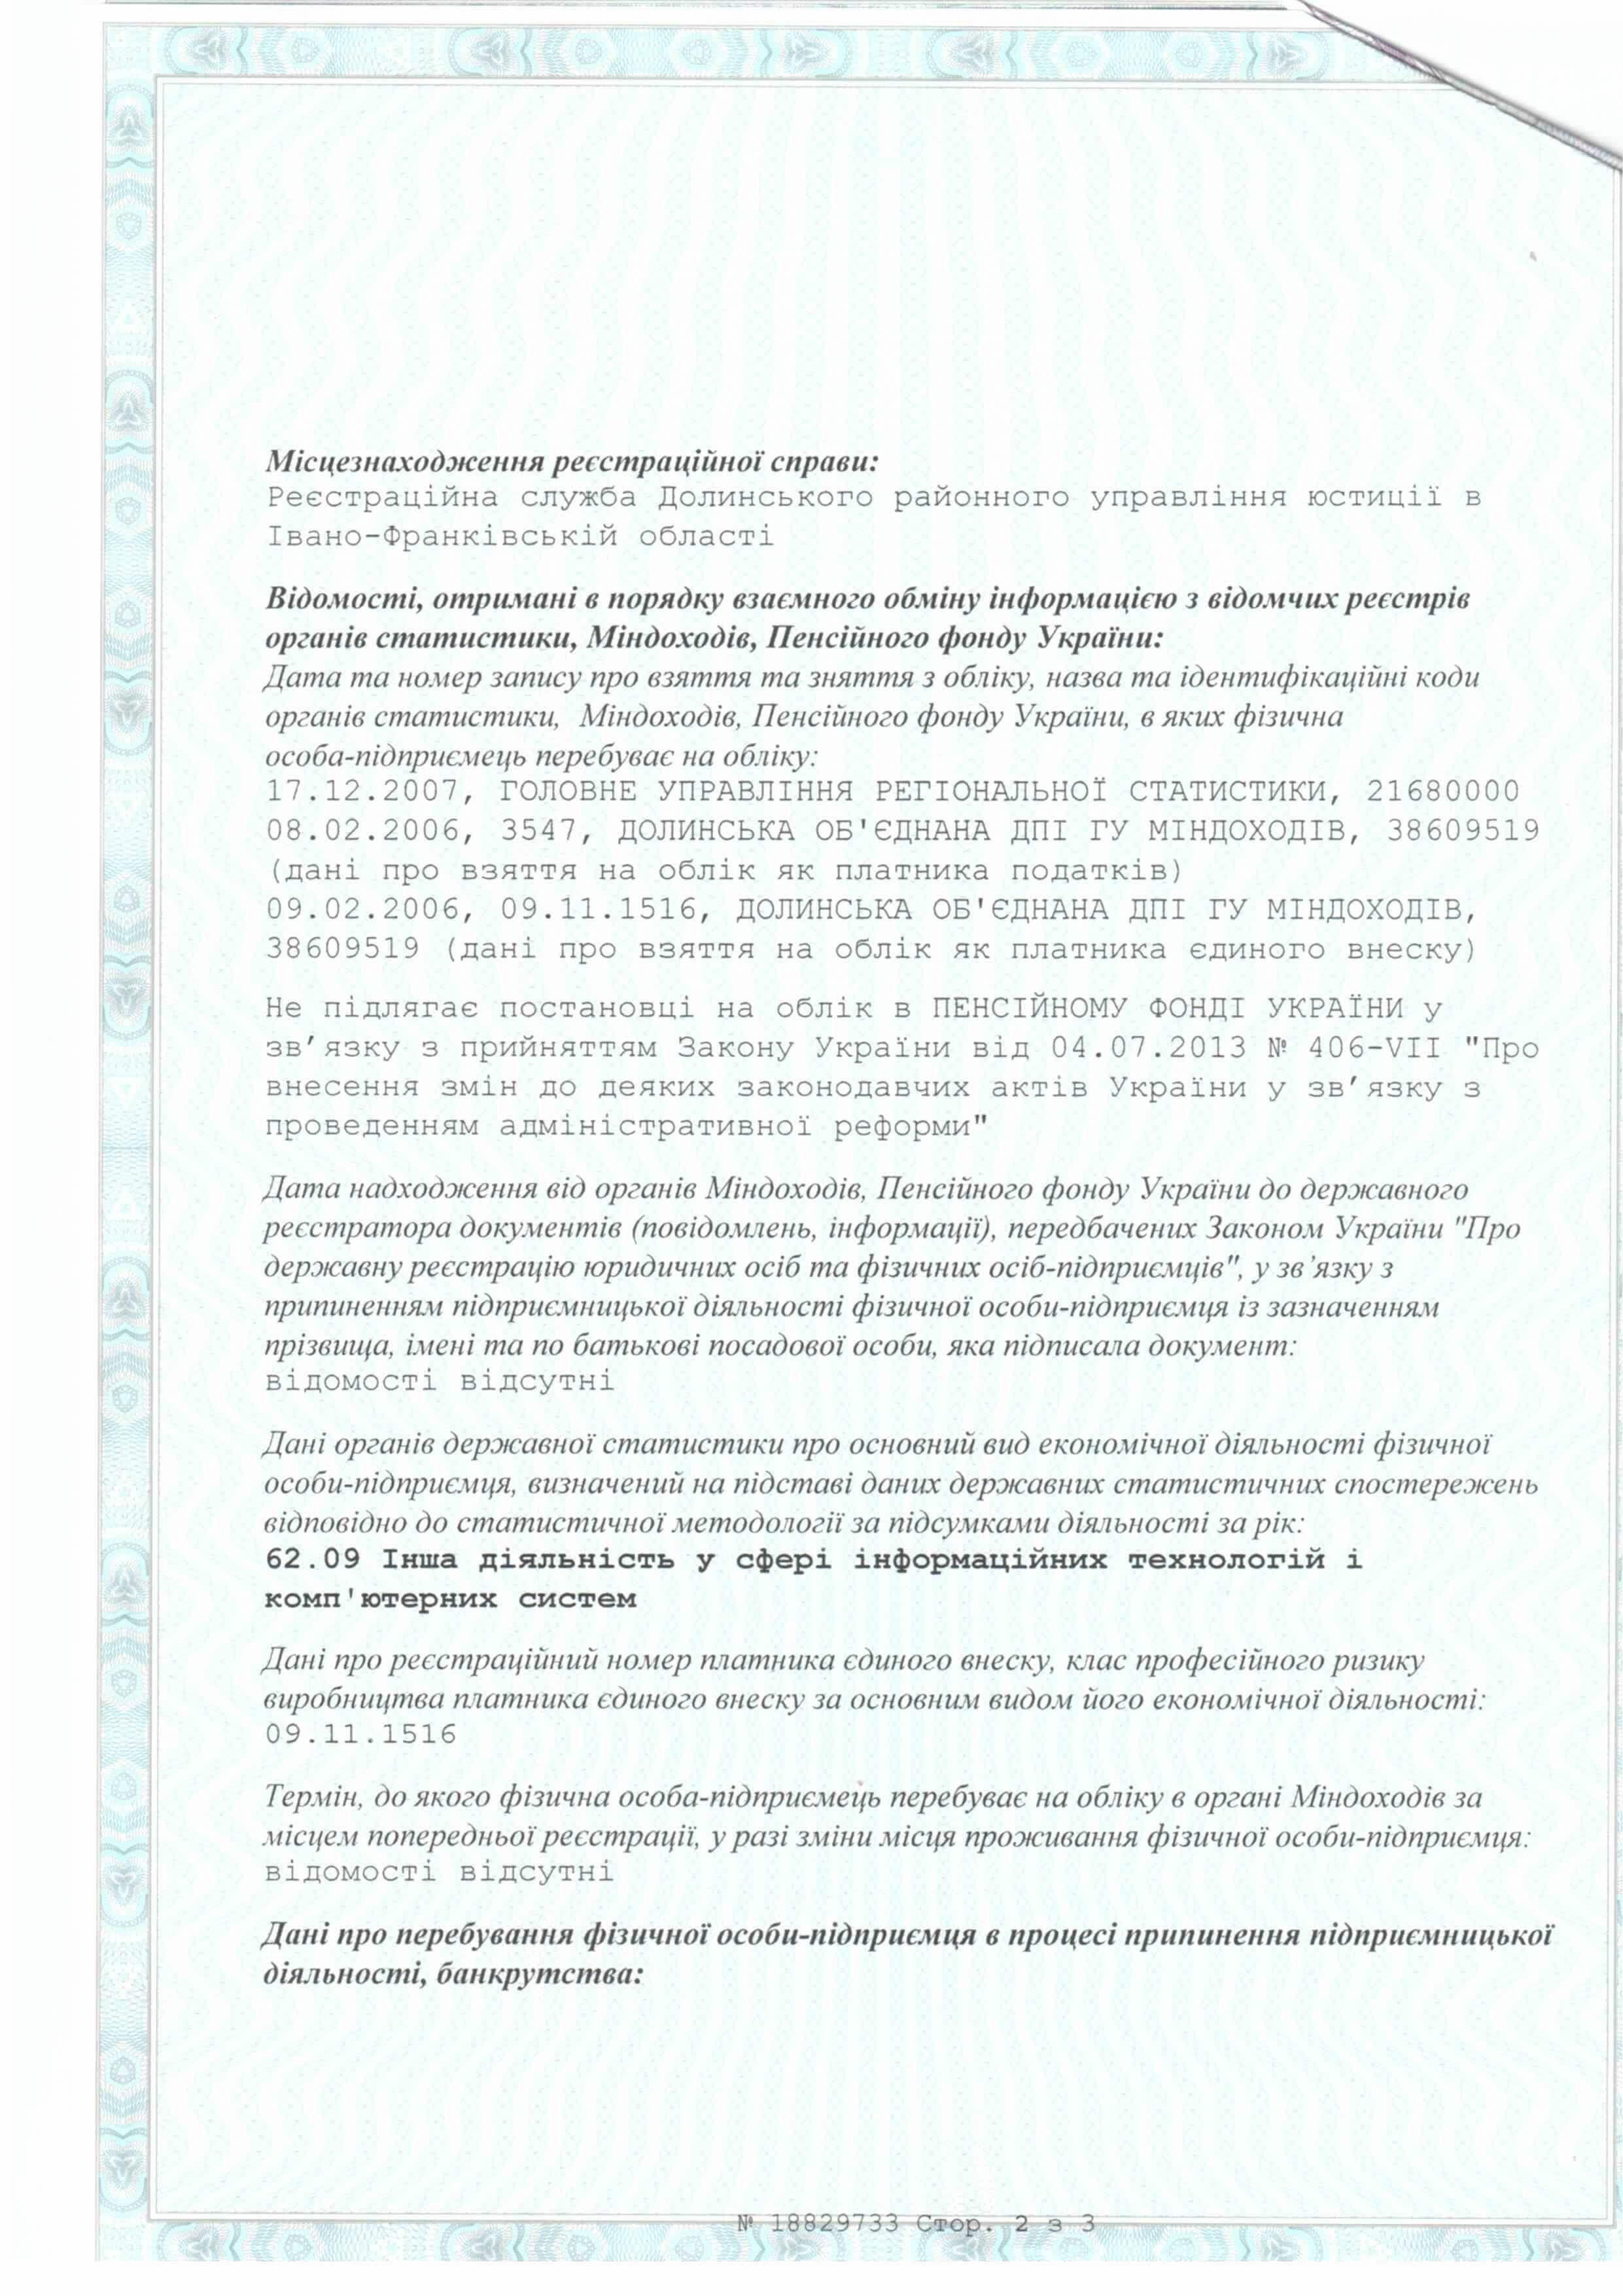 Місцезнаходження реєстраційної справи:
Реєстраційна служба Долинського районного управління юстиції в
Івано-Франківській області
Відомості, отримані в порядку взаємного обміну інформацією з відомчих реєстрів
органів статистики, Міндоходів, Пенсійного фонду України:
Дата та номер запису про взяття та зняття з обліку, назва та ідентифікаційні коди
органів статистики, Міндоходів, Пенсійного фонду України, в яких фізична
особа-підприємець перебуває на обліку:
17.12.2007, ГОЛОВНЕ УПРАВЛІННЯ РЕГІОНАЛЬНОЇ СТАТИСТИКИ, 21680000
08.02.2006, 3547, ДОЛИНСЬКА ОБ'ЄДНАНА ДПІ ГУ МІНДОХОДІВ, 38609519
(дані про взяття на облік як платника податків)
09.02.2006, 09.11.1516, ДОЛИНСЬКА ОБ'ЄДНАНА ДПІ ГУ МІНДОХОДІВ,
38609519 (дані про взяття на облік як платника єдиного внеску)
Не підлягає постановці на облік в ПЕНСІЙНОМУ ФОНДІ УКРАЇНИ у
зв’язку з прийняттям Закону України від 04.07.2013 № 406-VII "Про
внесення змін до деяких законодавчих актів України у зв’язку з
проведенням адміністративної реформи"
Дата надходження від органів Міндоходів, Пенсійного фонду України до державного
реєстратора документів (повідомлень, інформації), передбачених Законом України "Про
державну реєстрацію юридичних осіб та фізичних осіб-підприємців", у зв’язку з
припиненням підприємницької діяльності фізичної особи-підприємця із зазначенням
прізвища, імені та по батькові посадової особи, яка підписала документ:
відомості відсутні
Дані органів державної статистики про основний вид економічної діяльності фізичної
особи-підприємця, визначений на підставі даних державних статистичних спостережень
відповідно до статистичної методології за підсумками діяльності за рік:
62.09 Інша діяльність у сфері інформаційних технологій і
комп'ютерних систем
Дані про реєстраційний номер платника єдиного внеску, клас професійного ризику
виробництва платника єдиного внеску за основним видом його економічної діяльності:
09.11.1516
Термін, до якого фізична особа-підприємець перебуває на обліку в органі Міндоходів за
місцем попередньої реєстрації, у разі зміни місця проживання фізичної особи-підприємця:
відомості відсутні
Дані про перебування фізичної особи-підприємця в процесі припинення підприємницької
діяльності, банкрутства:
№ 18829733 Стор. 2 з 3